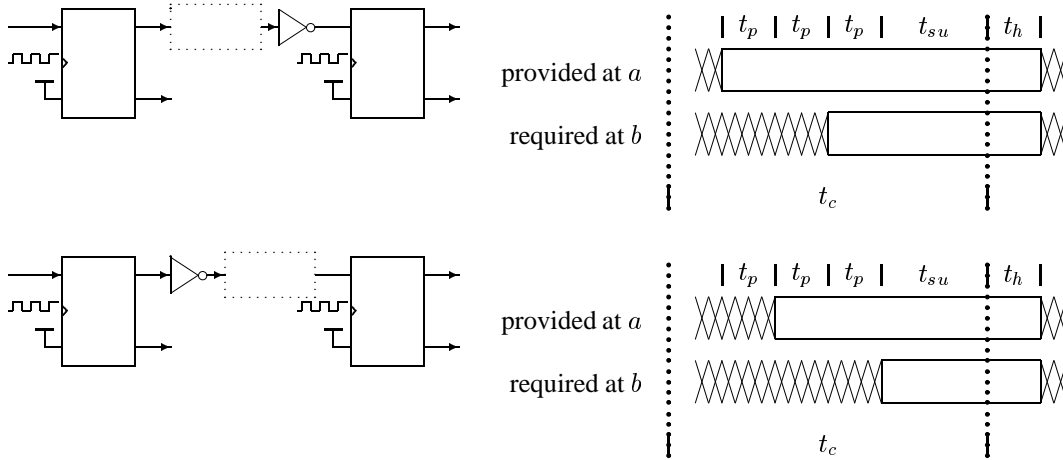 t_p t_p t_p t_su t_h
provided at a
required at b
t_c
t_p t_p t_p t_su t_h
provided at a
required at b
t_c